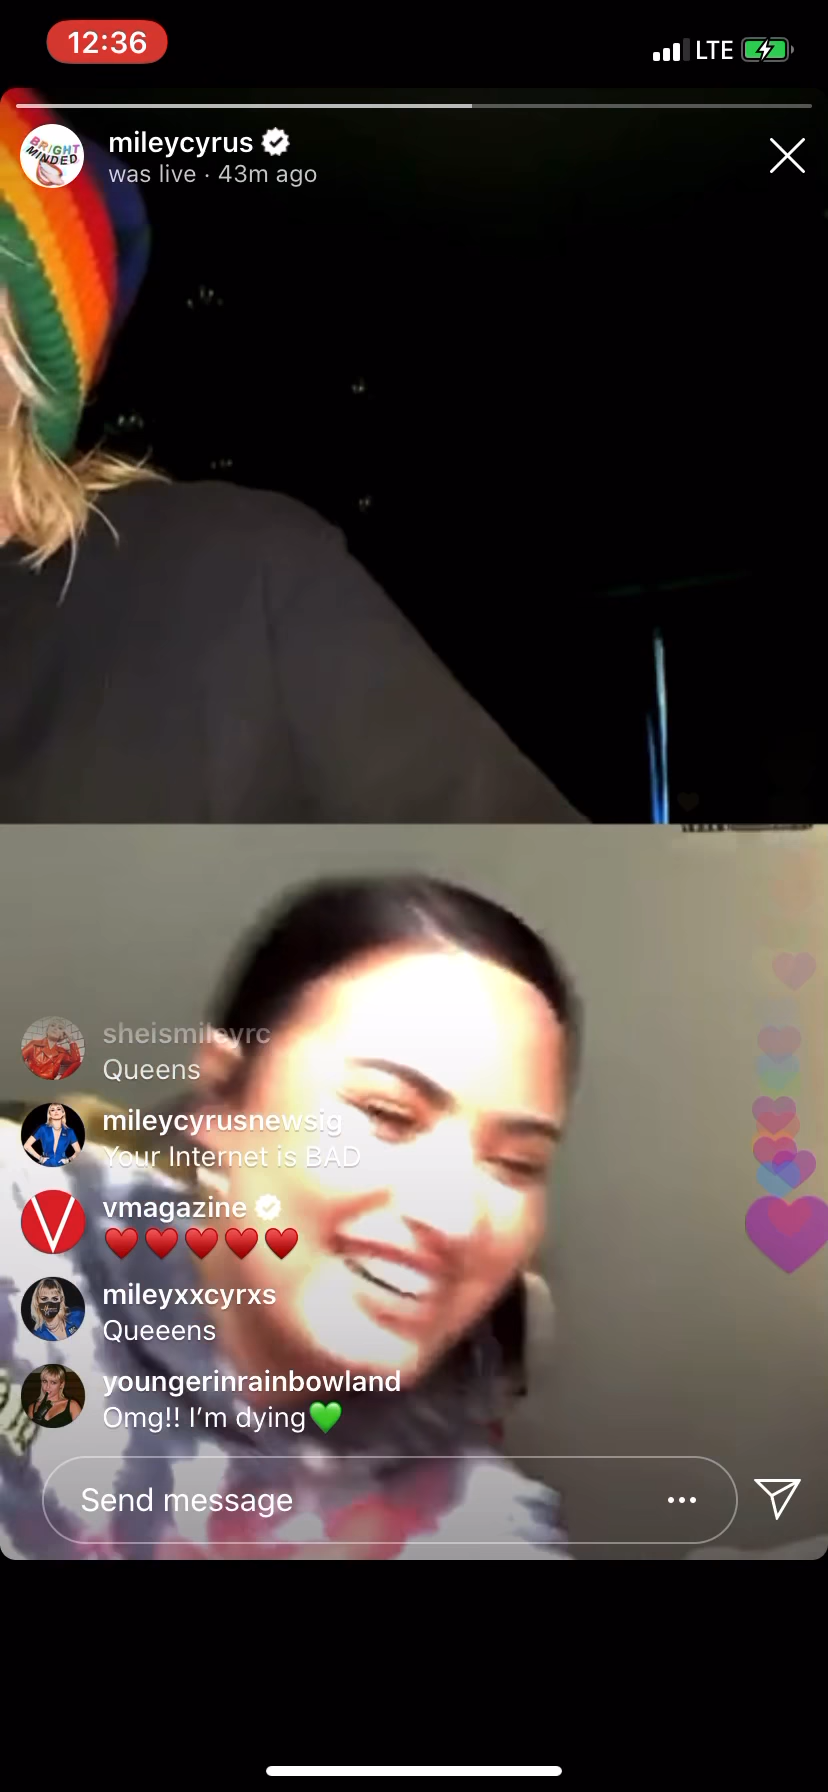 12:36
LTE
BRIGHT
MINDED
mileycyrus
was live · 43m ago
sheismileyrc
Queens
mileycyrusnewsig
Your Internet is BAD
vmagazine
❤️❤️❤️❤️❤️
mileyxxcyrxs
Queeens
youngerinrainbowland
Omg!! I’m dying💚
Send message